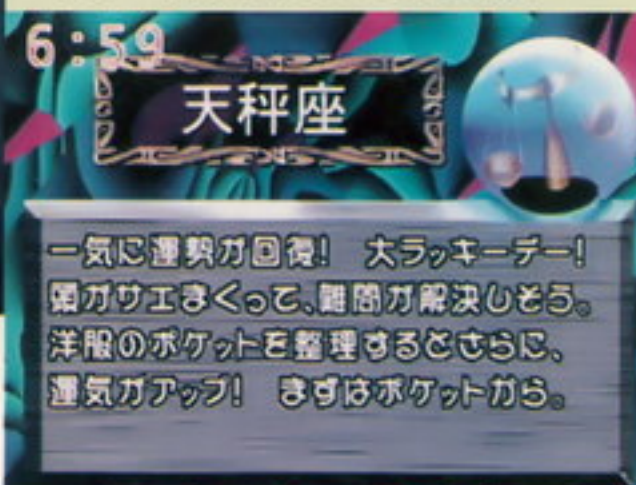 6:59
天秤座
一気に運勢が回復!　大ラッキーデー!
頭がサエまくって、難問が解決しそう。
洋服のポケットを整理するとさらに、
運気がアップ!　まずはポケットから。